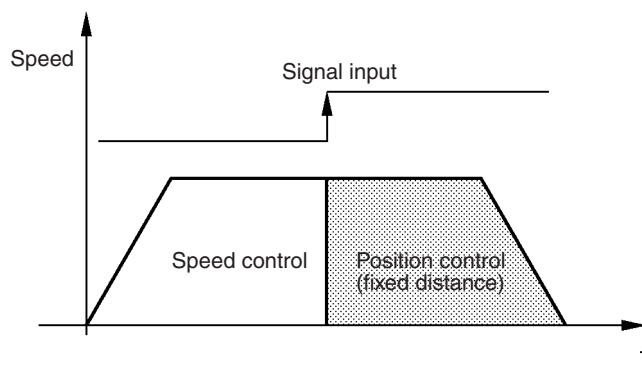 Speed
Signal input
Speed control
Position control
(fixed distance)